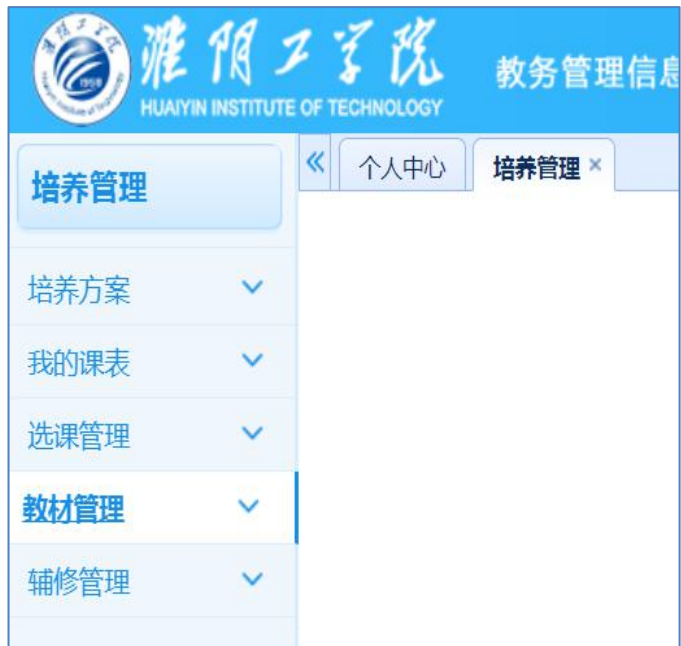 淮阴工学院
HUAIYIN INSTITUTE OF TECHNOLOGY
教务管理信息
培养管理
个人中心
培养管理
培养方案
我的课表
选课管理
教材管理
辅修管理